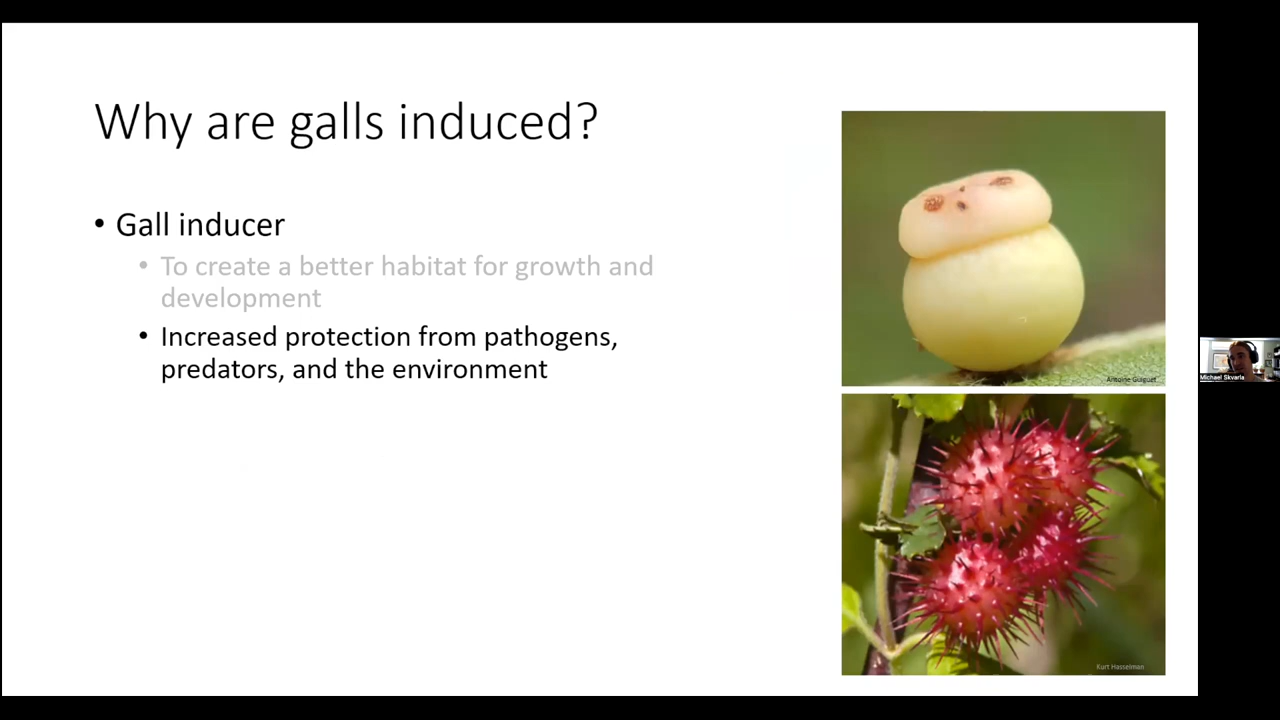 Why are galls induced?
• Gall inducer
• To create a better habitat for growth and
development
• Increased protection from pathogens,
predators, and the environment
Antoine Guiguet
Kurt Hasselman
Michael Skvarla